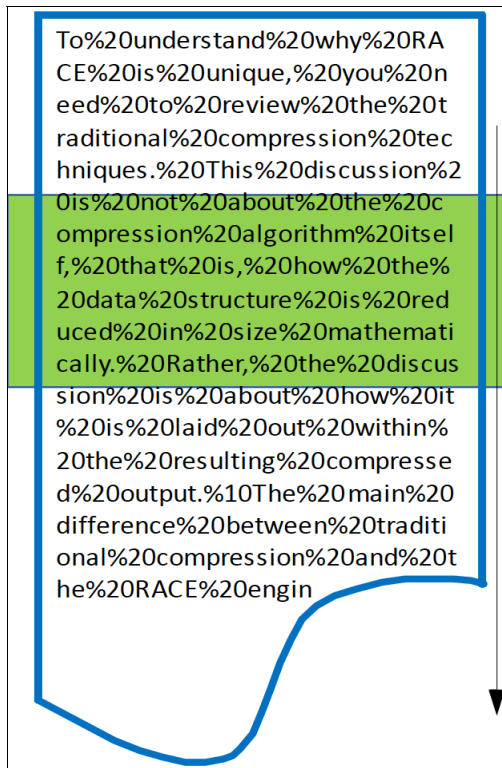 To%20understand%20why%20RA
CE%20is%20unique,%20you%20n
eed%20to%20review%20the%20t
raditional%20compression%20tec
hniques.%20This%20discussion%2
0is%20not%20about%20the%20c
ompression%20algorithm%20itsel
f,%20that%20is,%20how%20the%
20data%20structure%20is%20red
uced%20in%20size%20mathemati
cally.%20Rather,%20the%20discus
sion%20is%20about%20how%20it
%20is%20laid%20out%20within%
20the%20resulting%20compresse
d%20output.%10The%20main%20
difference%20between%20traditi
onal%20compression%20and%20t
he%20RACE%20engin